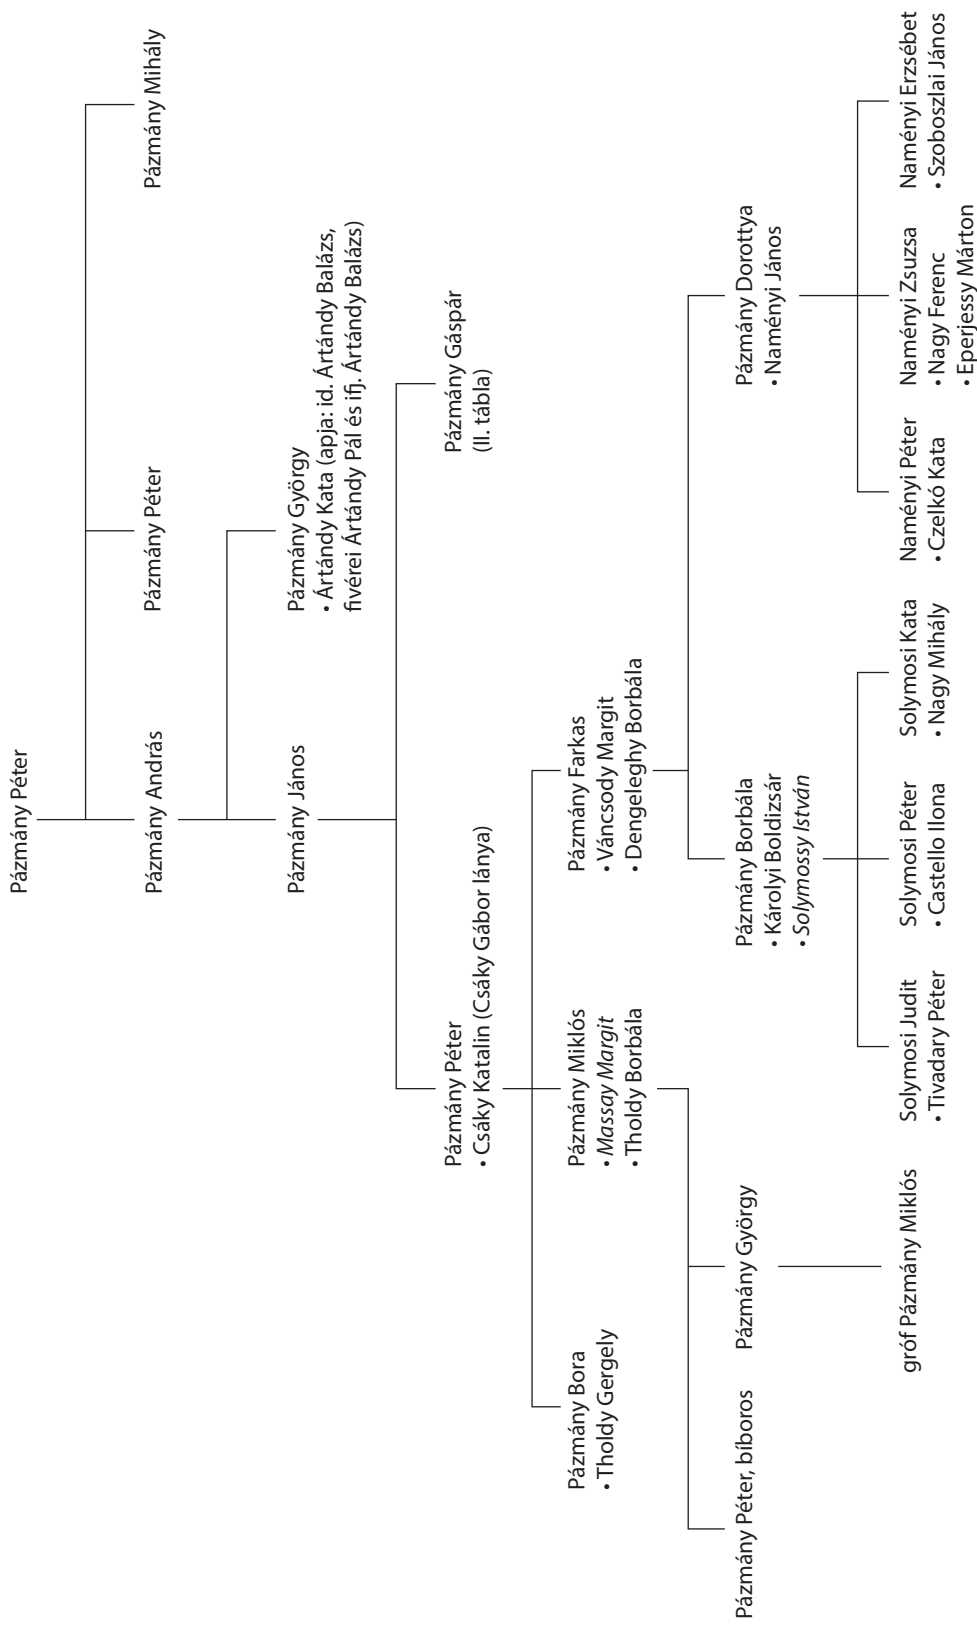 Pázmány Péter
Pázmány András
Pázmány Péter
Pázmány Mihály
Pázmány János
Pázmány György
• Ártándy Kata (apja: id. Ártándy Balázs,
fivérei Ártándy Pál és ifj. Ártándy Balázs)
Pázmány Péter
• Csáky Katalin (Csáky Gábor lánya)
Pázmány Gáspár
(II. tábla)
Pázmány Bora
• Tholdy Gergely
Pázmány Miklós
• Massay Margit
• Tholdy Borbála
Pázmány Farkas
• Váncsody Margit
• Dengeleghy Borbála
Pázmány Péter, bíboros
Pázmány György
Pázmány Borbála
• Károlyi Boldizsár
• Solymossy István
Pázmány Dorottya
• Naményi János
gróf Pázmány Miklós
Solymosi Judit
• Tivadary Péter
Solymosi Péter
• Castello Ilona
Solymosi Kata
• Nagy Mihály
Naményi Péter
• Czelkó Kata
Naményi Zsuzsa
• Nagy Ferenc
• Eperjessy Márton
Naményi Erzsébet
• Szoboszlai János